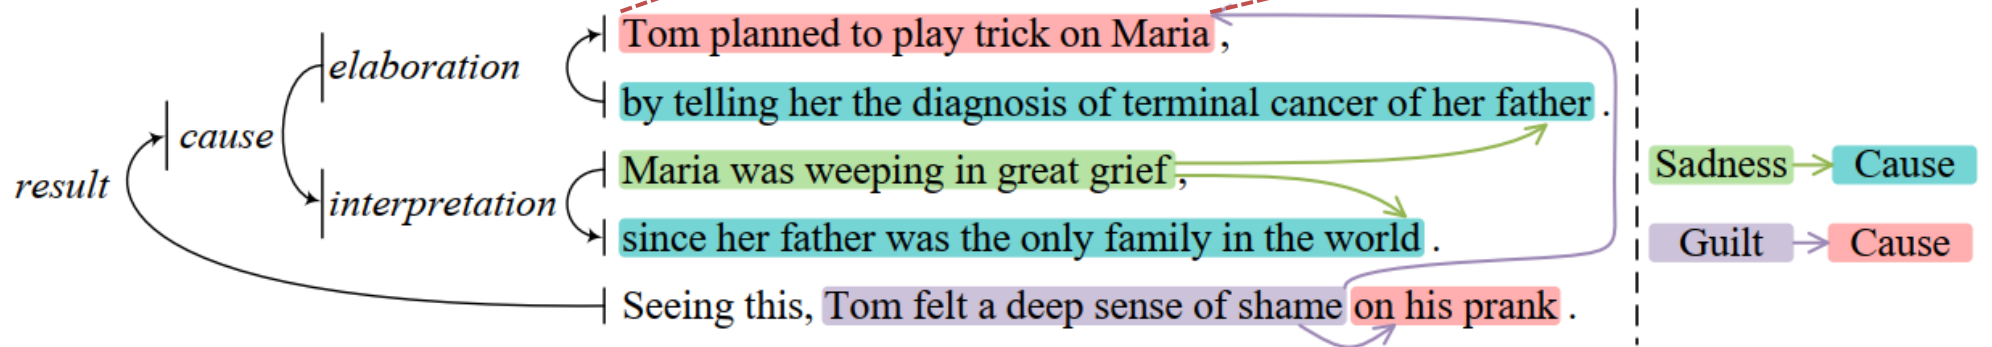 Tom planned to play trick on Maria ,
elaboration
by telling her the diagnosis of terminal cancer of her father .
cause
Maria was weeping in great grief ,
Sadness Cause
result
interpretation
since her father was the only family in the world .
Guilt Cause
Seeing this, Tom felt a deep sense of shame on his prank .